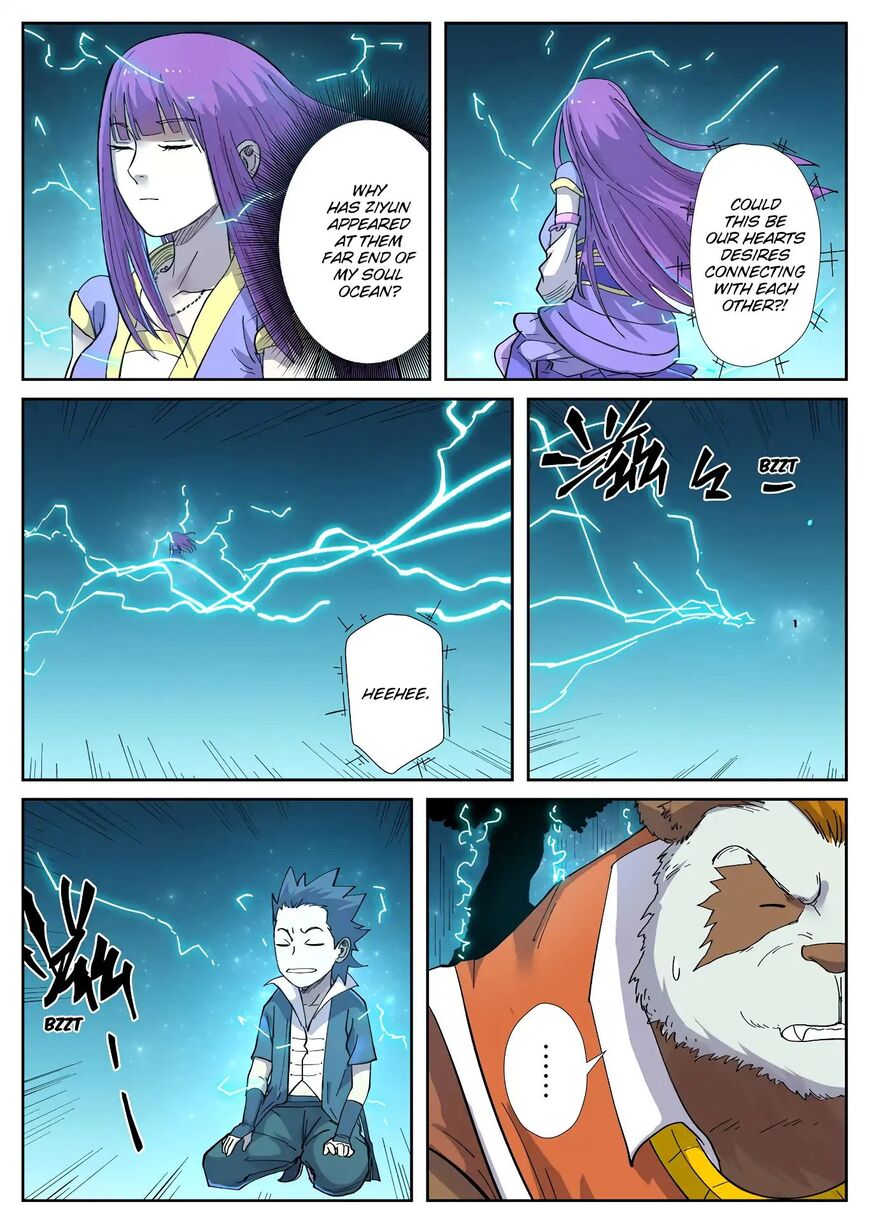 WHY
HAS ZIYUN
APPEARED
AT THEM
FAR END OF
MY SOUL
OCEAN?
COULD
THIS BE
OUR HEARTS
DESIRES
CONNECTING
WITH EACH
OTHER?!
HEEHEE.
BZZT
BZZT
......